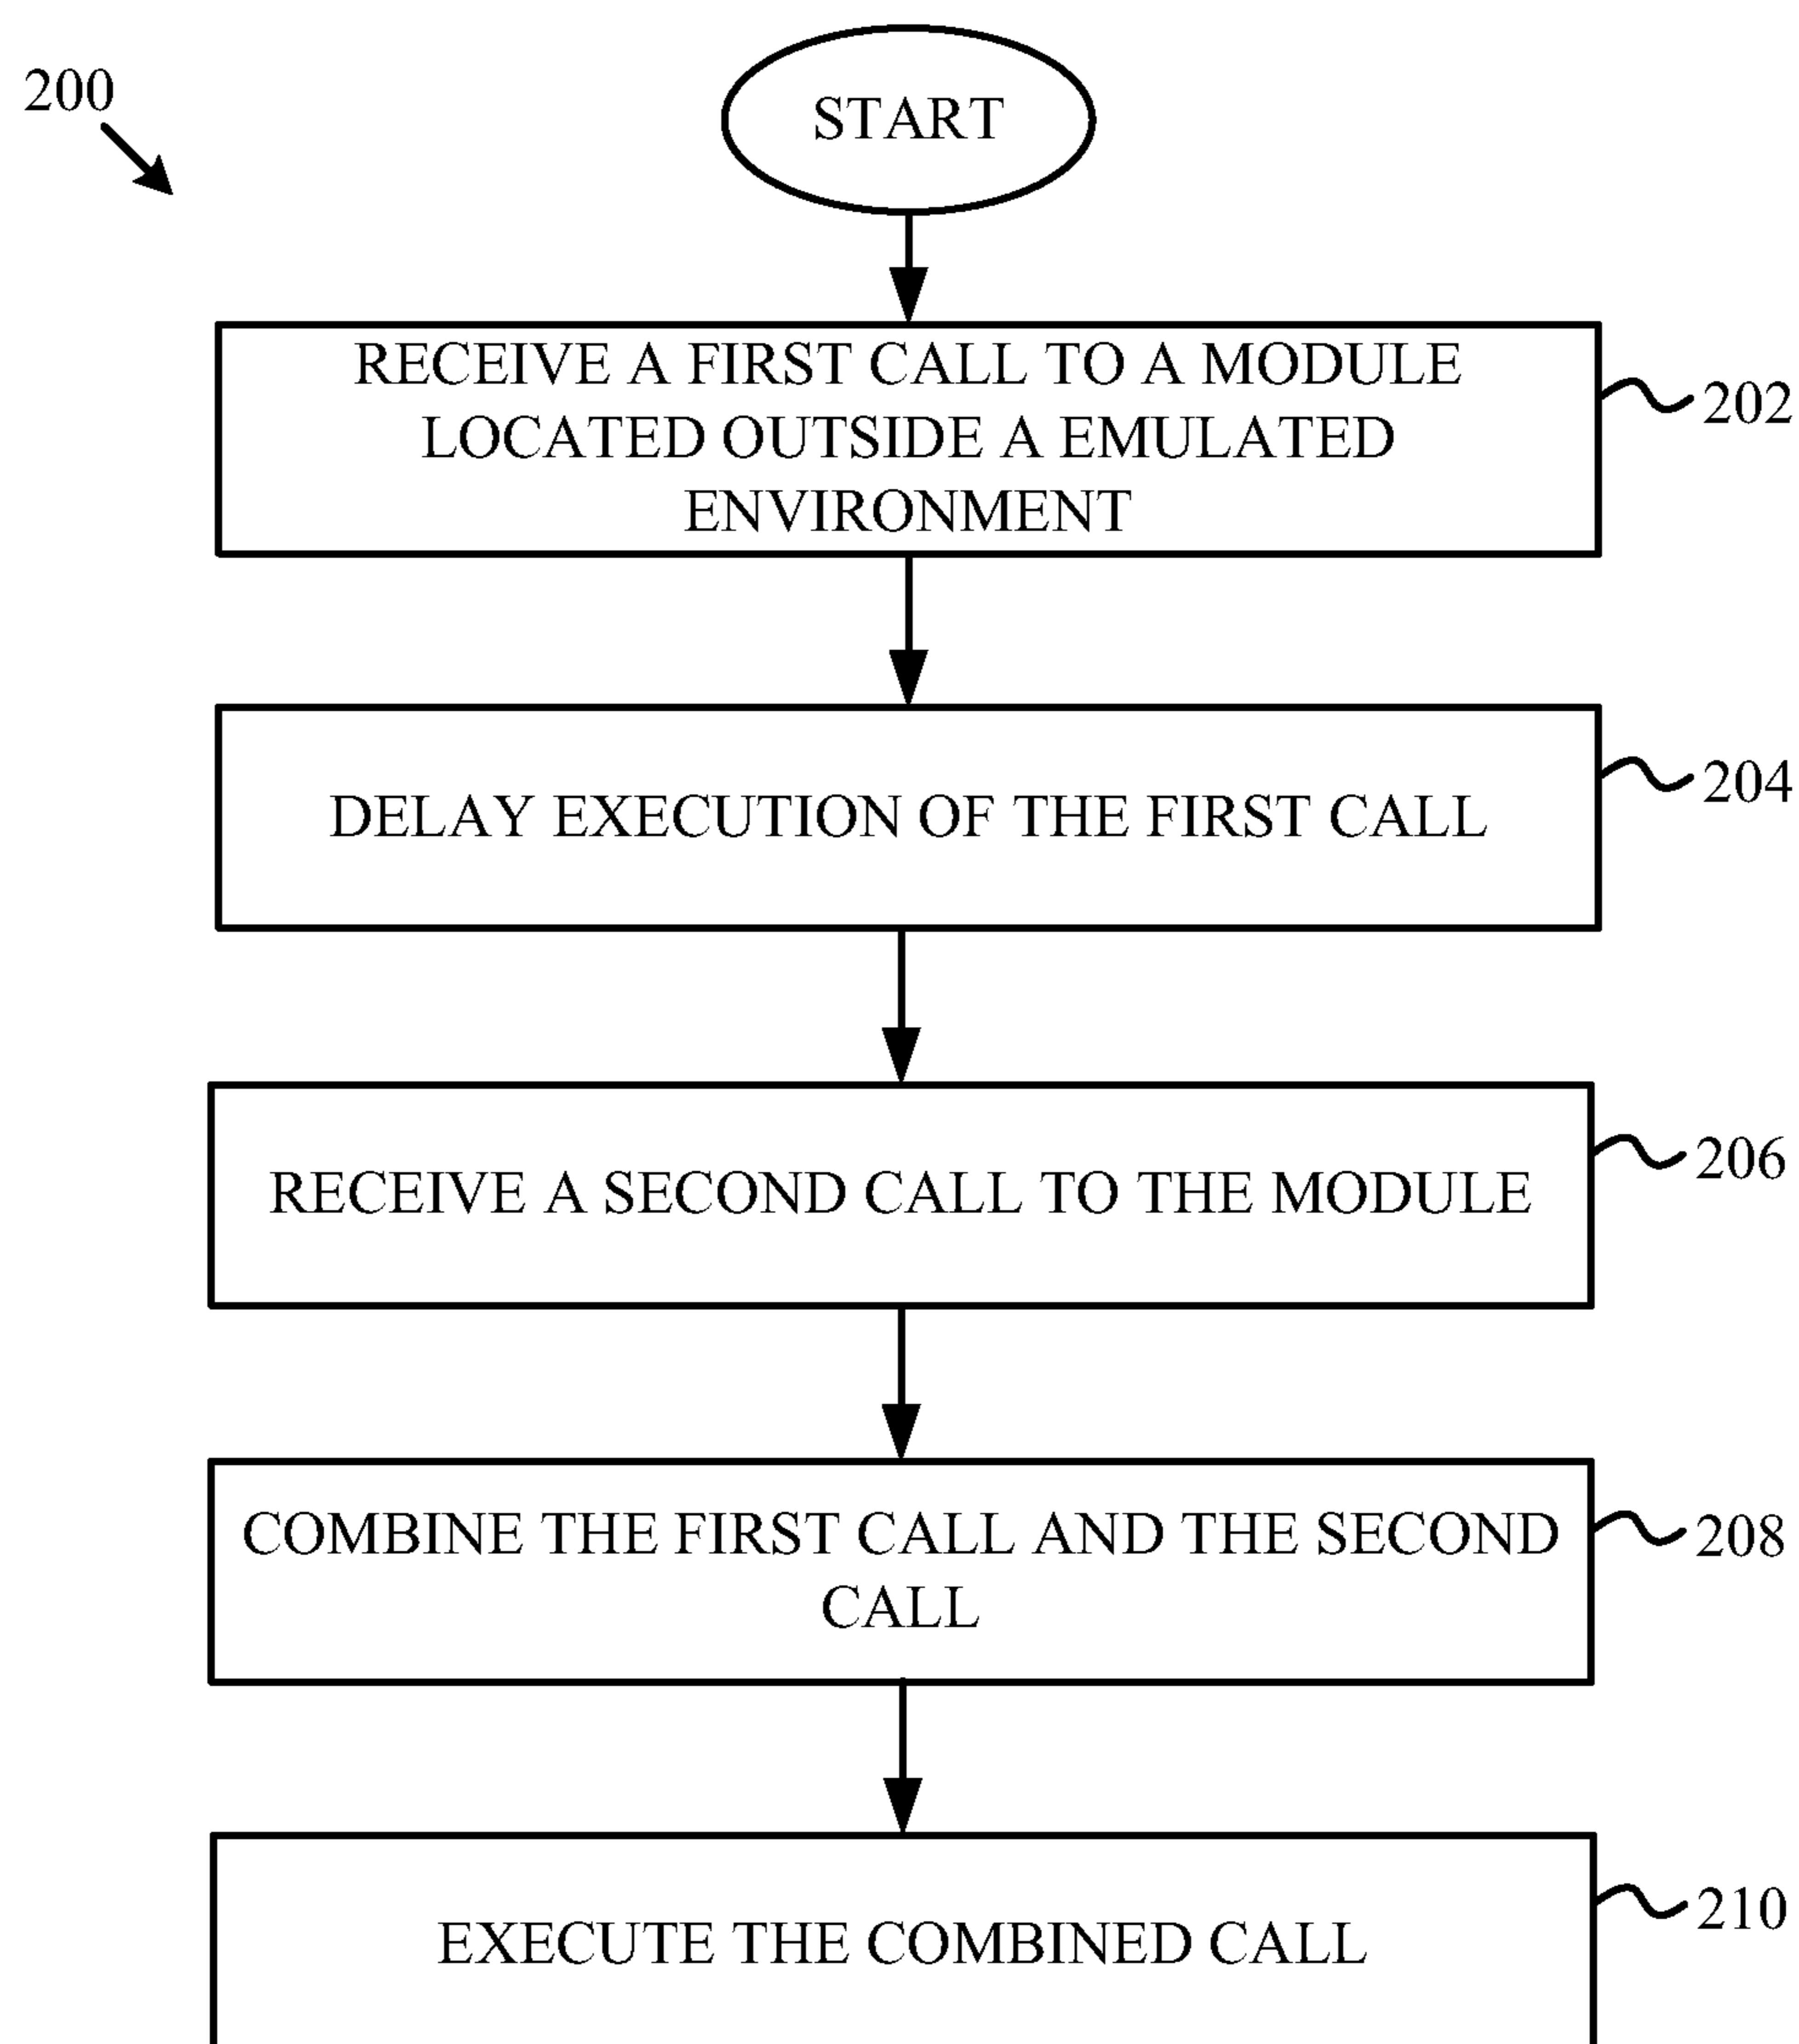 200
START
RECEIVE A FIRST CALL TO A MODULE
LOCATED OUTSIDE A EMULATED
ENVIRONMENT
202
DELAY EXECUTION OF THE FIRST CALL
204
RECEIVE A SECOND CALL TO THE MODULE
206
COMBINE THE FIRST CALL AND THE SECOND
CALL
208
EXECUTE THE COMBINED CALL
210